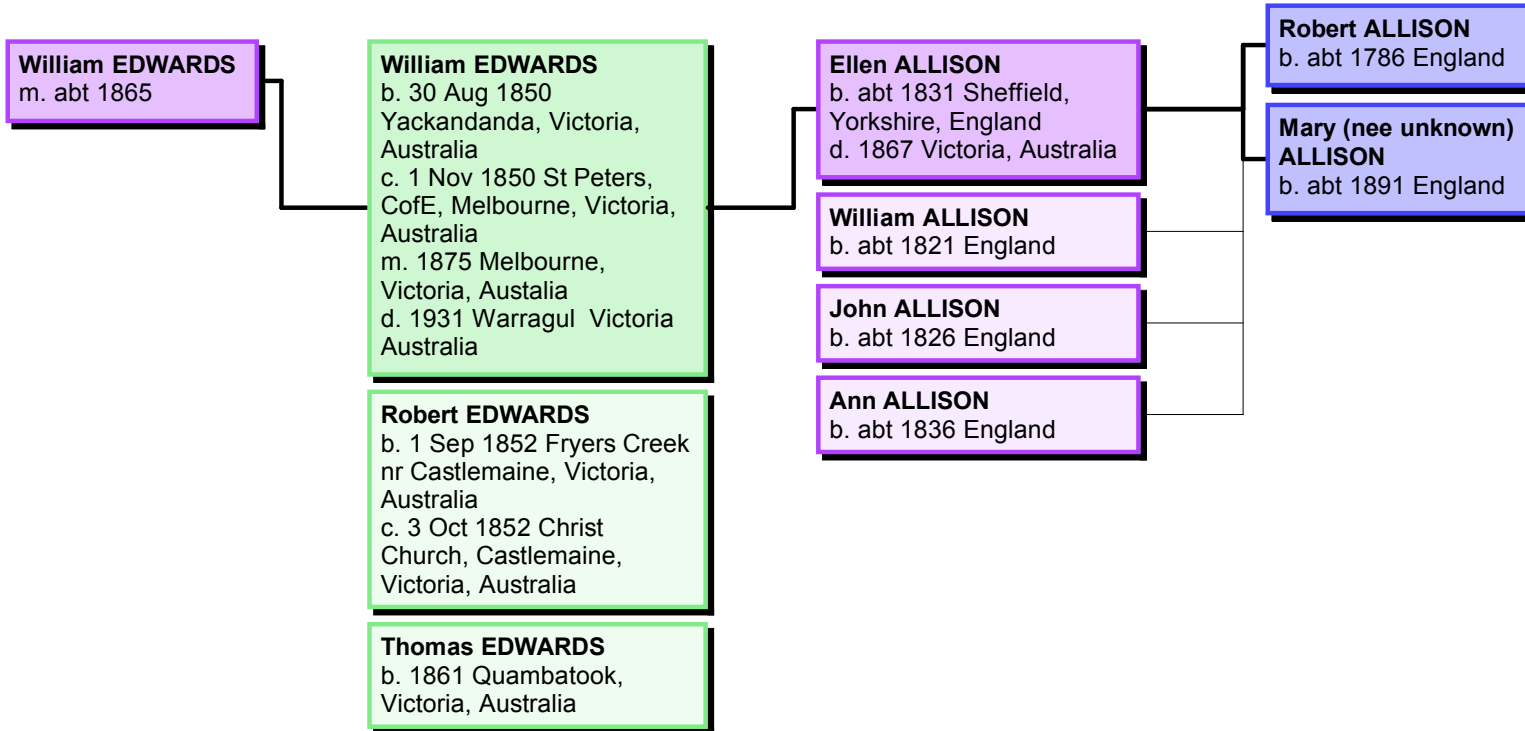 William EDWARDS
m. abt 1865
William EDWARDS
b. 30 Aug 1850
Yackandanda, Victoria,
Australia
c. 1 Nov 1850 St Peters,
CofE, Melbourne, Victoria,
Australia
m. 1875 Melbourne,
Victoria, Austalia
d. 1931 Warragul  Victoria
Australia
Robert EDWARDS
b. 1 Sep 1852 Fryers Creek
nr Castlemaine, Victoria,
Australia
c. 3 Oct 1852 Christ
Church, Castlemaine,
Victoria, Australia
Thomas EDWARDS
b. 1861 Quambatook,
Victoria, Australia
Ellen ALLISON
b. abt 1831 Sheffield,
Yorkshire, England
d. 1867 Victoria, Australia
William ALLISON
b. abt 1821 England
John ALLISON
b. abt 1826 England
Ann ALLISON
b. abt 1836 England
Robert ALLISON
b. abt 1786 England
Mary (nee unknown)
ALLISON
b. abt 1891 England